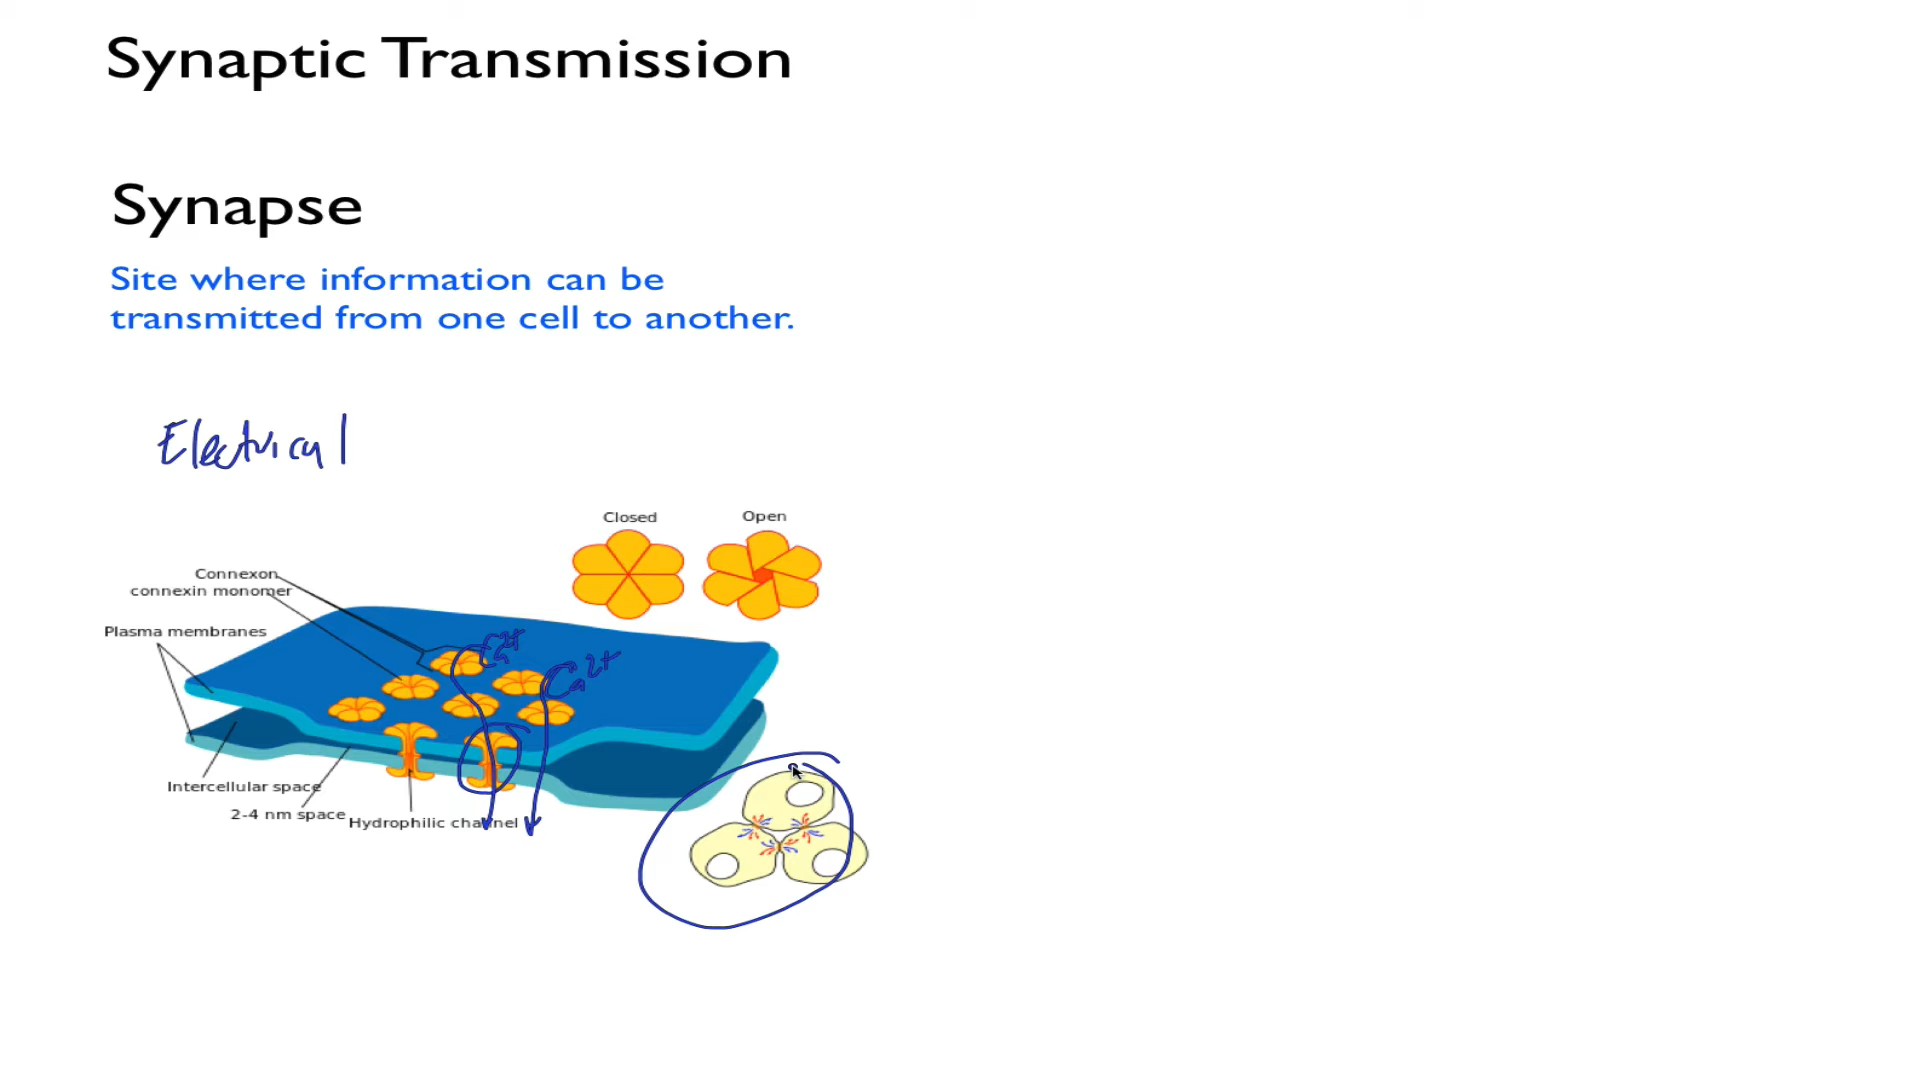 Synaptic Transmission
Synapse
Site where information can be
transmitted from one cell to another.
Electrical
Closed
Open
Connexon
connexin monomer
Plasma membranes
Ca2+
Ca2+
Intercellular space
2-4 nm space
Hydrophilic channel